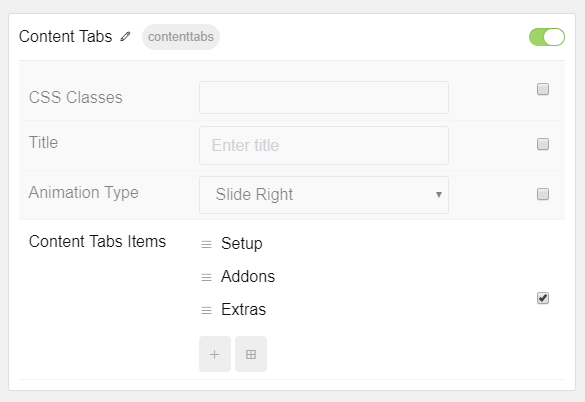 Content Tabs contenttabs
CSS Classes
Title Enter title
Animation Type Slide Right
Content Tabs Items Setup
Addons
Extras